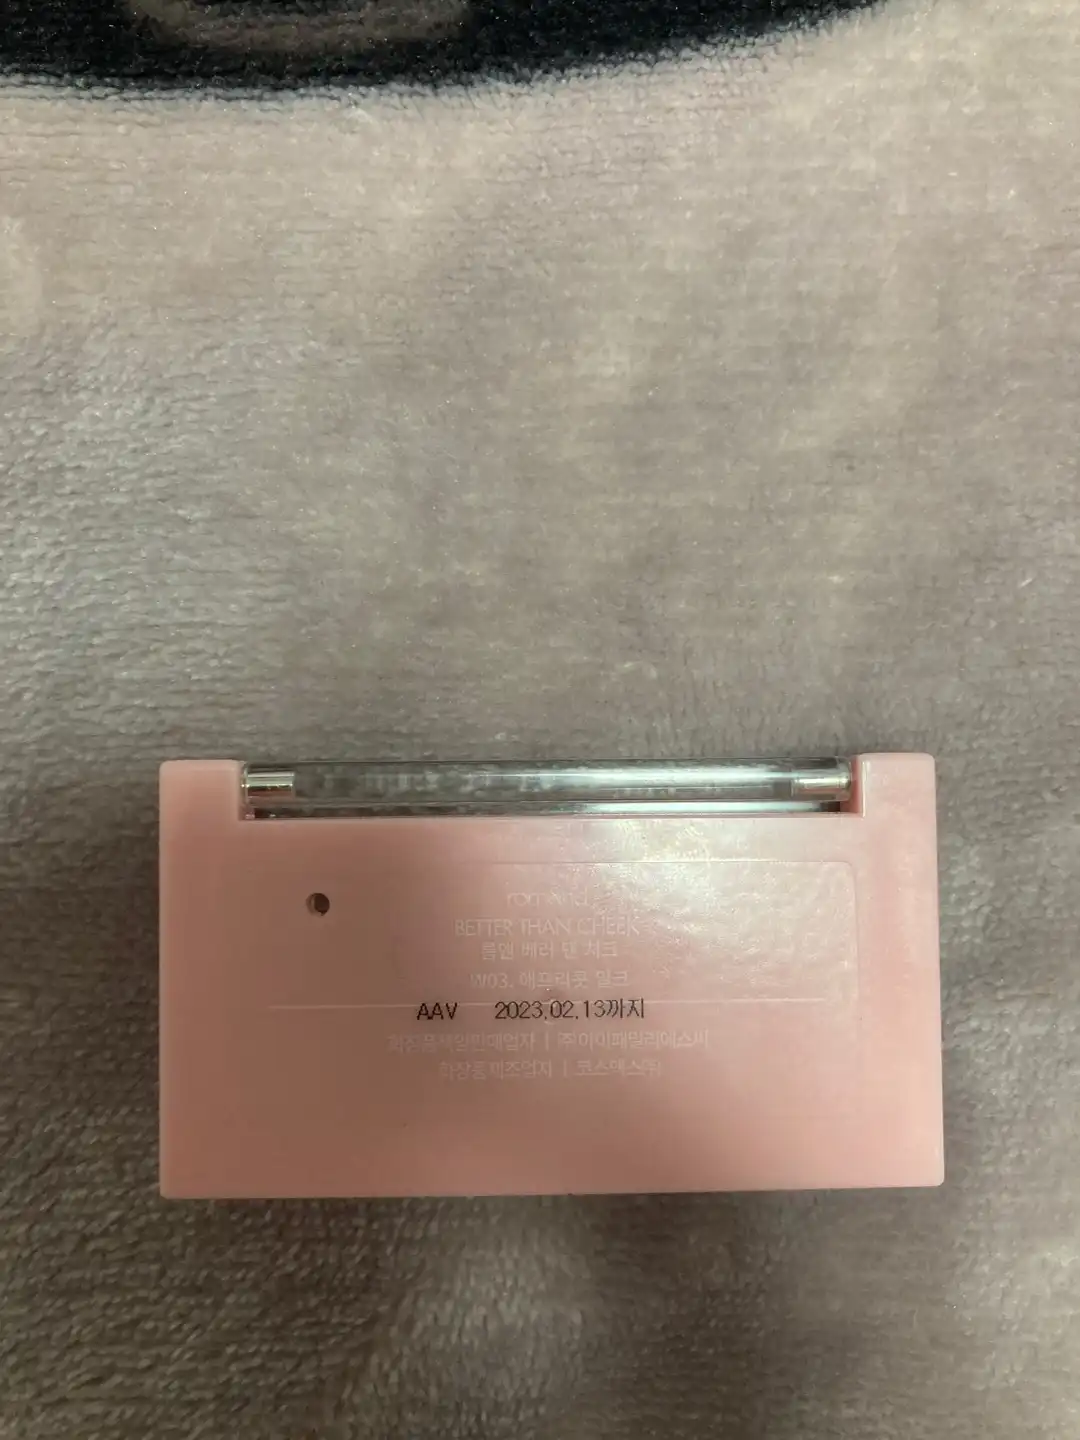 rom&nd
BETTER THAN CHEEK
롬앤 베러 댄 치크
W03. 애프리콧 밀크
AAV 2023.02.13까지
화장품책임판매업자 | (주)아이패밀리에스씨
화장품제조업자 | 코스맥스(주)